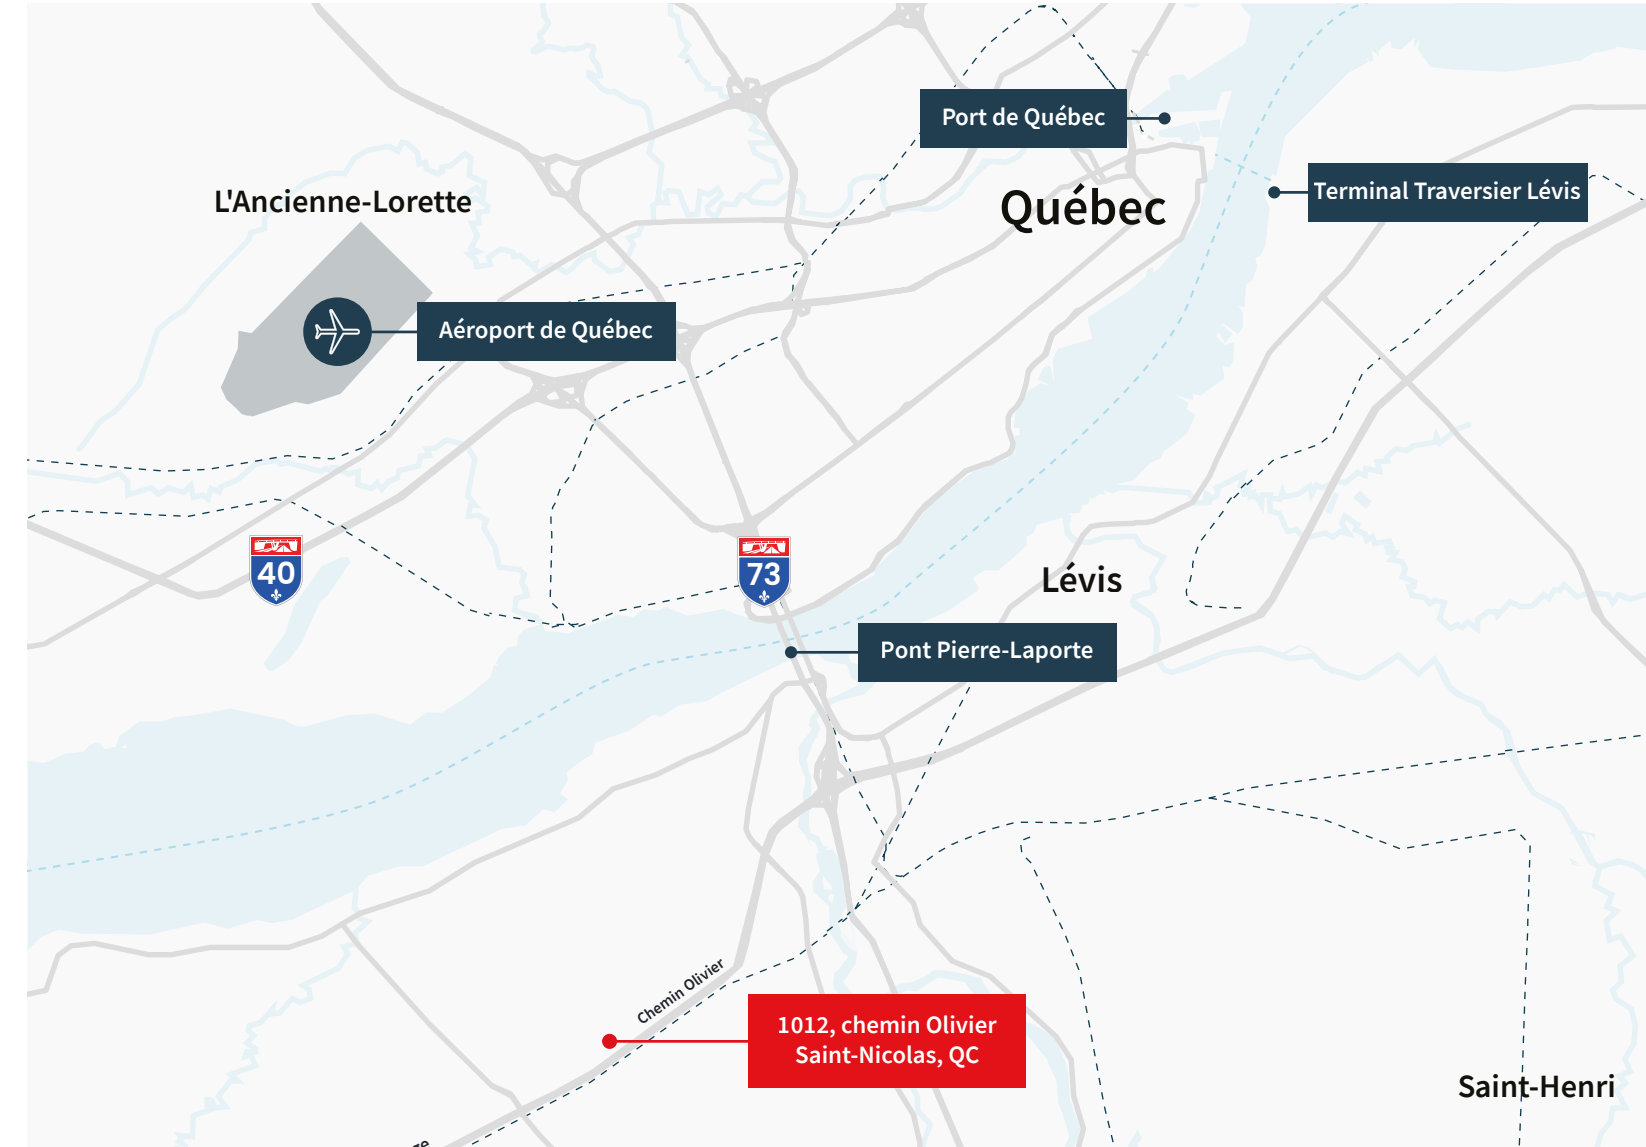 Port de Québec
Terminal Traversier Lévis
L'Ancienne-Lorette
Québec
Aéroport de Québec
40
73
Lévis
Pont Pierre-Laporte
Chemin Olivier
1012, chemin Olivier
Saint-Nicolas, QC
Saint-Henri